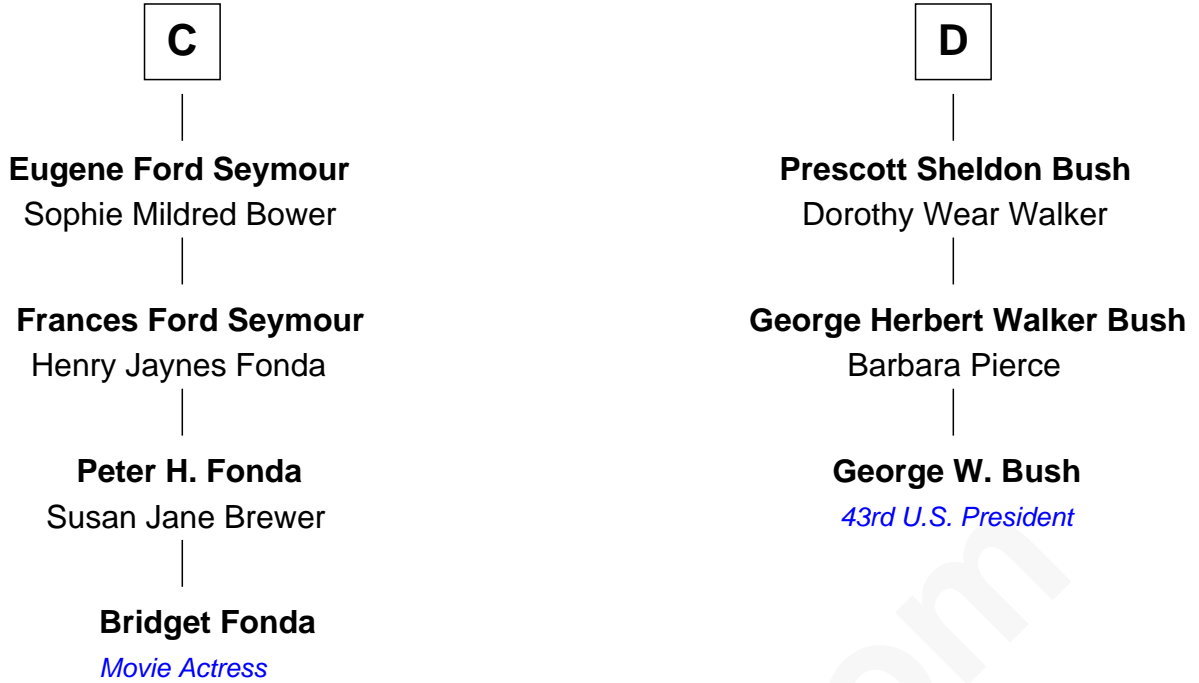 C
Eugene Ford Seymour
Sophie Mildred Bower
Frances Ford Seymour
Henry Jaynes Fonda
Peter H. Fonda
Susan Jane Brewer
Bridget Fonda
Movie Actress
D
Prescott Sheldon Bush
Dorothy Wear Walker
George Herbert Walker Bush
Barbara Pierce
George W. Bush
43rd U.S. President
om